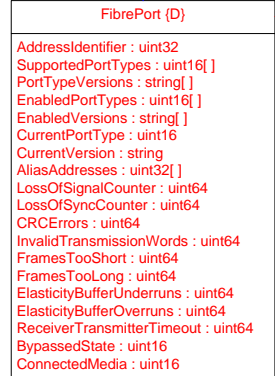 FibrePort {D}
AddressIdentifier : uint32
SupportedPortTypes : uint16[ ]
PortTypeVersions : string[ ]
EnabledPortTypes : uint16[ ]
EnabledVersions : string[ ]
CurrentPortType : uint16
CurrentVersion : string
AliasAddresses : uint32[ ]
LossOfSignalCounter : uint64
LossOfSyncCounter : uint64
CRCErrors : uint64
InvalidTransmissionWords : uint64
FramesTooShort : uint64
FramesTooLong : uint64
ElasticityBufferUnderruns : uint64
ElasticityBufferOverruns : uint64
ReceiverTransmitterTimeout : uint64
BypassedState : uint16
ConnectedMedia : uint16